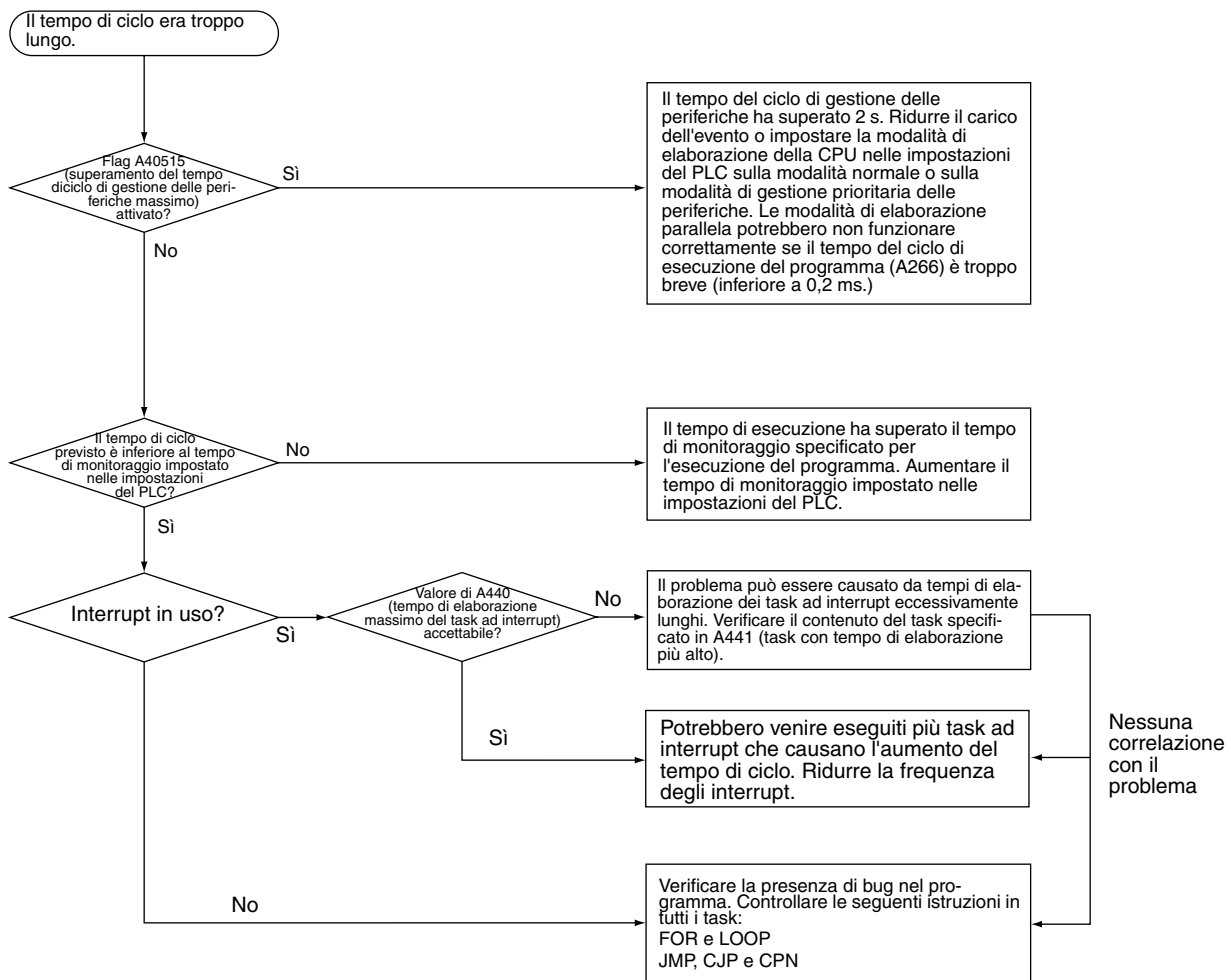 Il tempo di ciclo era troppo
lungo.
Flag A40515
(superamento del tempo
diciclo di gestione delle peri-
feriche massimo)
attivato?
Sì
No
Il tempo del ciclo di gestione delle
periferiche ha superato 2 s. Ridurre il carico
dell'evento o impostare la modalità di
elaborazione della CPU nelle impostazioni
del PLC sulla modalità normale o sulla
modalità di gestione prioritaria delle
periferiche. Le modalità di elaborazione
parallela potrebbero non funzionare
correttamente se il tempo del ciclo di
esecuzione del programma (A266) è troppo
breve (inferiore a 0,2 ms.)
Il tempo di ciclo
previsto è inferiore al tempo
di monitoraggio impostato
nelle impostazioni
del PLC?
No
Sì
Il tempo di esecuzione ha superato il tempo
di monitoraggio specificato per
l'esecuzione del programma. Aumentare il
tempo di monitoraggio impostato nelle
impostazioni del PLC.
Interrupt in uso?
Sì
Valore di A440
(tempo di elaborazione
massimo del task ad interrupt)
accettabile?
No
Il problema può essere causato da tempi di ela-
borazione dei task ad interrupt eccessivamente
lunghi. Verificare il contenuto del task specifi-
cato in A441 (task con tempo di elaborazione
più alto).
Sì
Potrebbero venire eseguiti più task ad
interrupt che causano l'aumento del
tempo di ciclo. Ridurre la frequenza
degli interrupt.
Nessuna
correlazione
con il
problema
No
Verificare la presenza di bug nel pro-
gramma. Controllare le seguenti istruzioni in
tutti i task:
FOR e LOOP
JMP, CJP e CPN